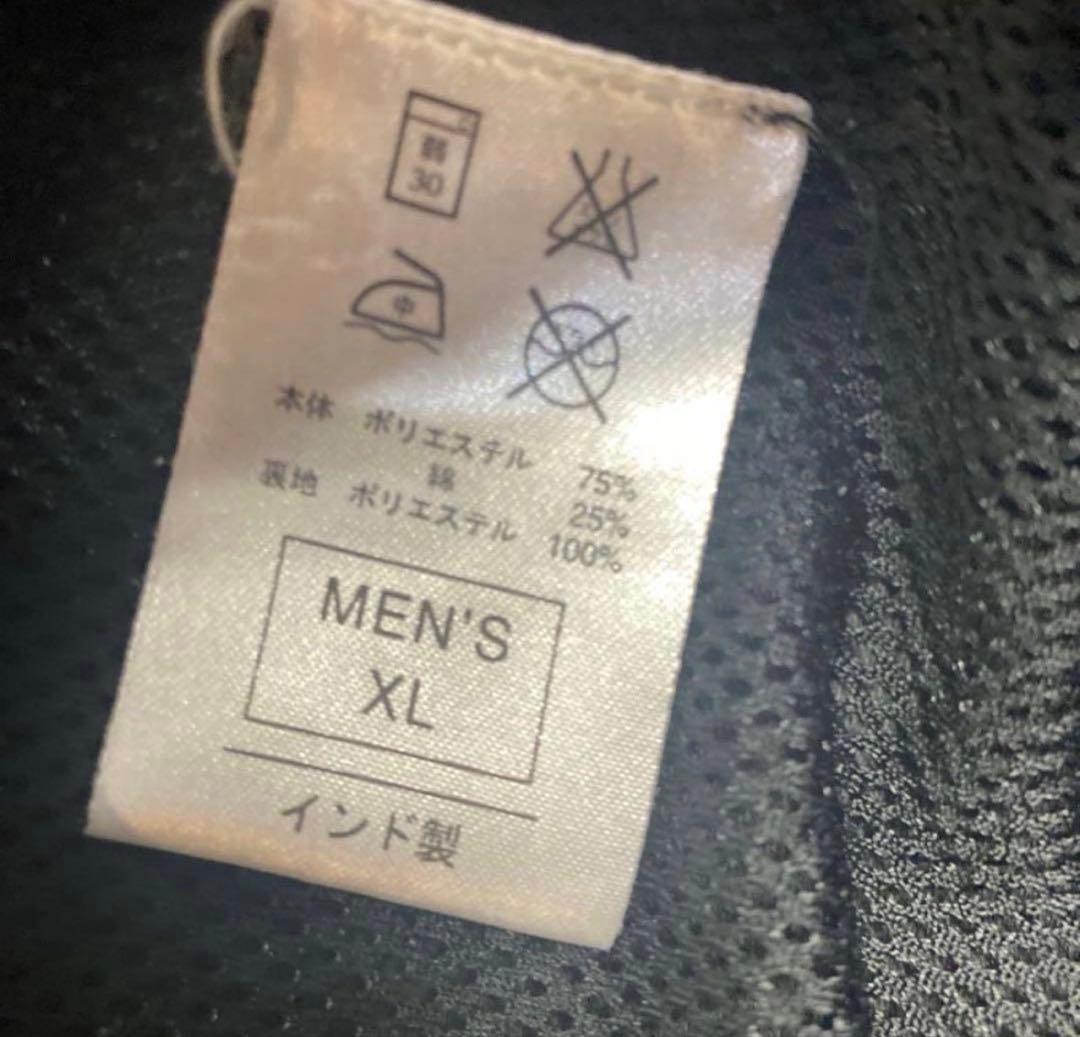 弱
30
中
本体 ポリエステル 75%
綿 25%
裏地 ポリエステル 100%
MEN'S
XL
インド製